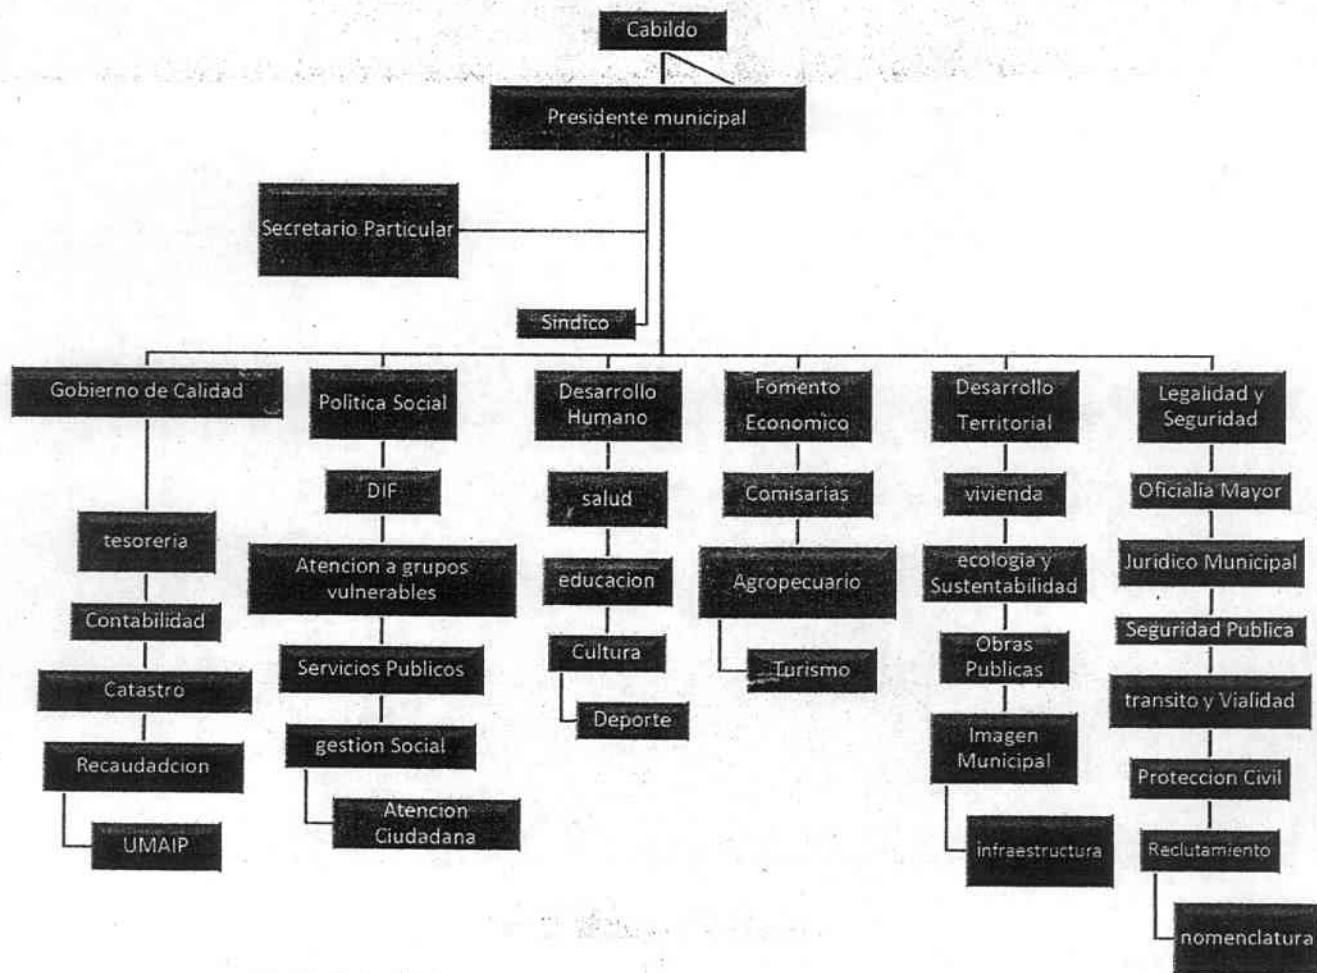 Cabildo
Presidente municipal
Secretario Particular
Sindico
Gobierno de Calidad
tesoreria
Contabilidad
Catastro
Recaudadcion
UMAIP
Politica Social
DIF
Atencion a grupos
vulnerables
Servicios Publicos
gestion Social
Atencion
Ciudadana
Desarrollo
Humano
salud
educacion
Cultura
Deporte
Fomento
Economico
Comisarias
Agropecuario
Turismo
Desarrollo
Territorial
vivienda
ecologia y
Sustentabilidad
Obras
Publicas
Imagen
Municipal
infraestructura
Legalidad y
Seguridad
Oficialia Mayor
Juridico Municipal
Seguridad Publica
transito y Vialidad
Proteccion Civil
Reclutamiento
nomenclatura